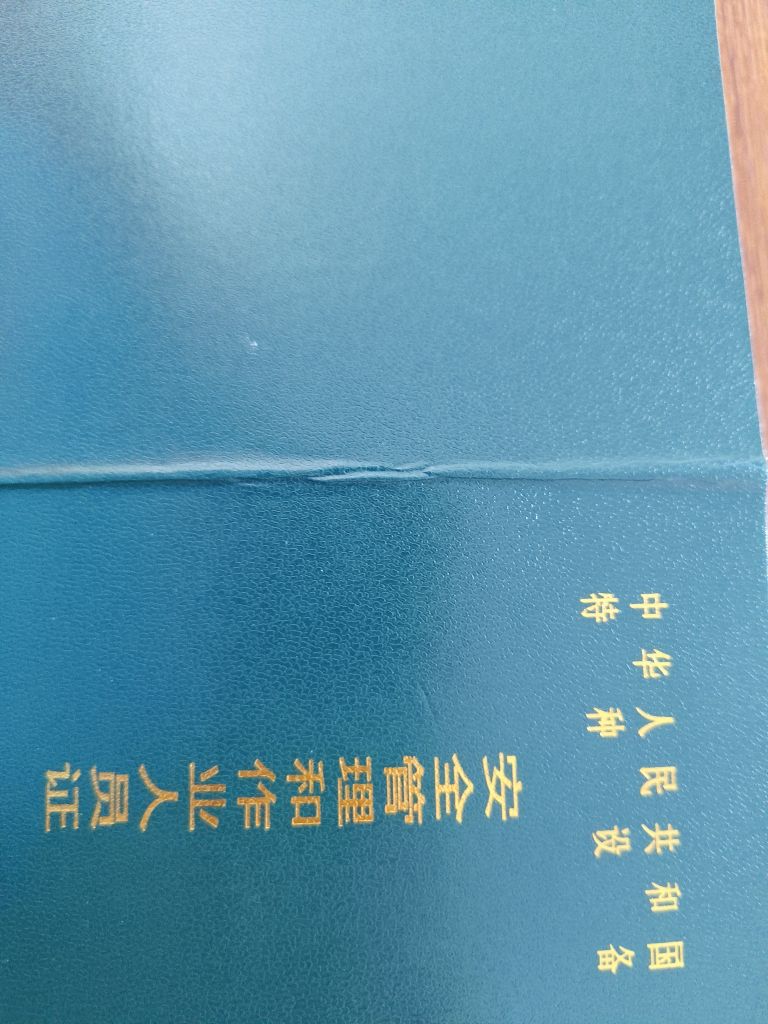 中华人民共和国
特种设备
安全管理和作业人员证